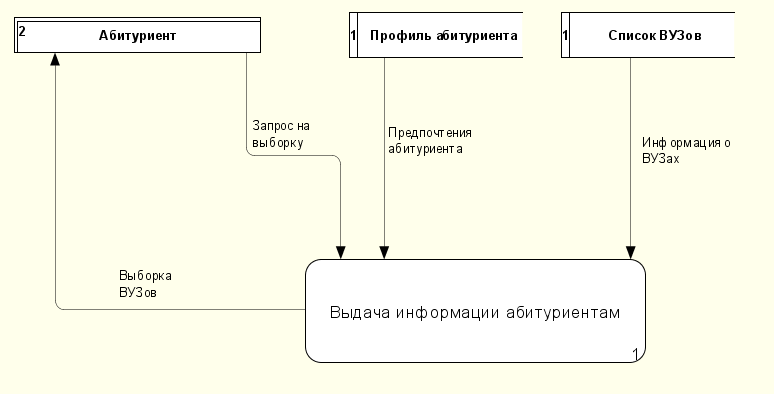 2
Абитуриент
1
Профиль абитуриента
1
Список ВУЗов
Запрос на
выборку
Предпочтения
абитуриента
Информация о
ВУЗах
Выборка
ВУЗов
Выдача информации абитуриентам
1